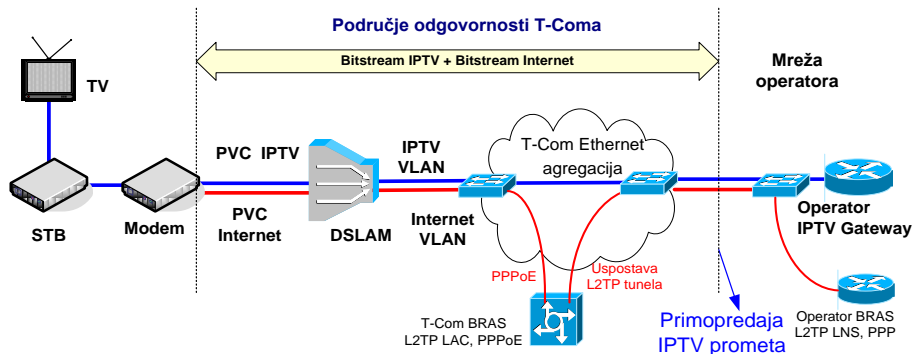 Područje odgovornosti T-Coma
Bitstream IPTV + Bitstream Internet
Mreža
operatora
TV
PVC IPTV
IPTV
VLAN
T-Com Ethernet
agregacija
STB
Modem
PVC
Internet
DSLAM
Internet
VLAN
Operator
IPTV Gateway
PPPoE
Uspostava
L2TP tunela
T-Com BRAS
L2TP LAC, PPPoE
Primopredaja
IPTV prometa
Operator BRAS
L2TP LNS, PPP